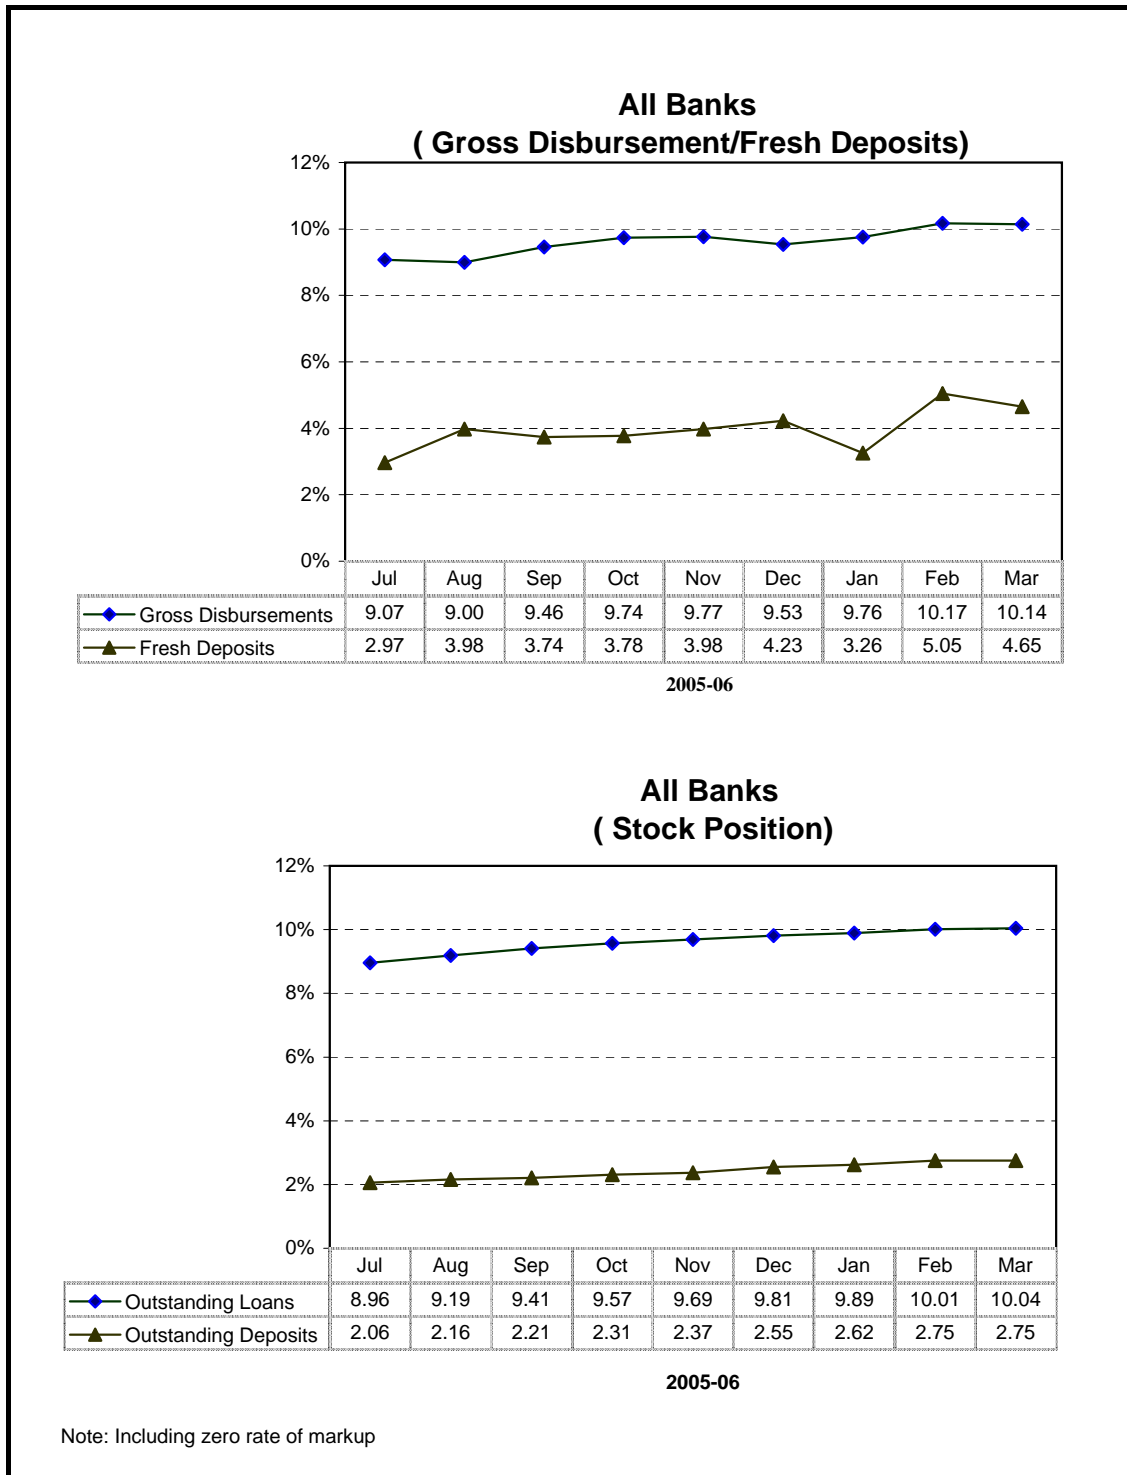 All Banks
( Gross Disbursement/Fresh Deposits)
12%
10%
8%
6%
4%
2%
0%
Jul Aug Sep Oct Nov Dec Jan Feb Mar
Gross Disbursements 9.07 9.00 9.46 9.74 9.77 9.53 9.76 10.17 10.14
Fresh Deposits 2.97 3.98 3.74 3.78 3.98 4.23 3.26 5.05 4.65
2005-06
All Banks
( Stock Position)
12%
10%
8%
6%
4%
2%
0%
Jul Aug Sep Oct Nov Dec Jan Feb Mar
Outstanding Loans 8.96 9.19 9.41 9.57 9.69 9.81 9.89 10.01 10.04
Outstanding Deposits 2.06 2.16 2.21 2.31 2.37 2.55 2.62 2.75 2.75
2005-06
Note: Including zero rate of markup